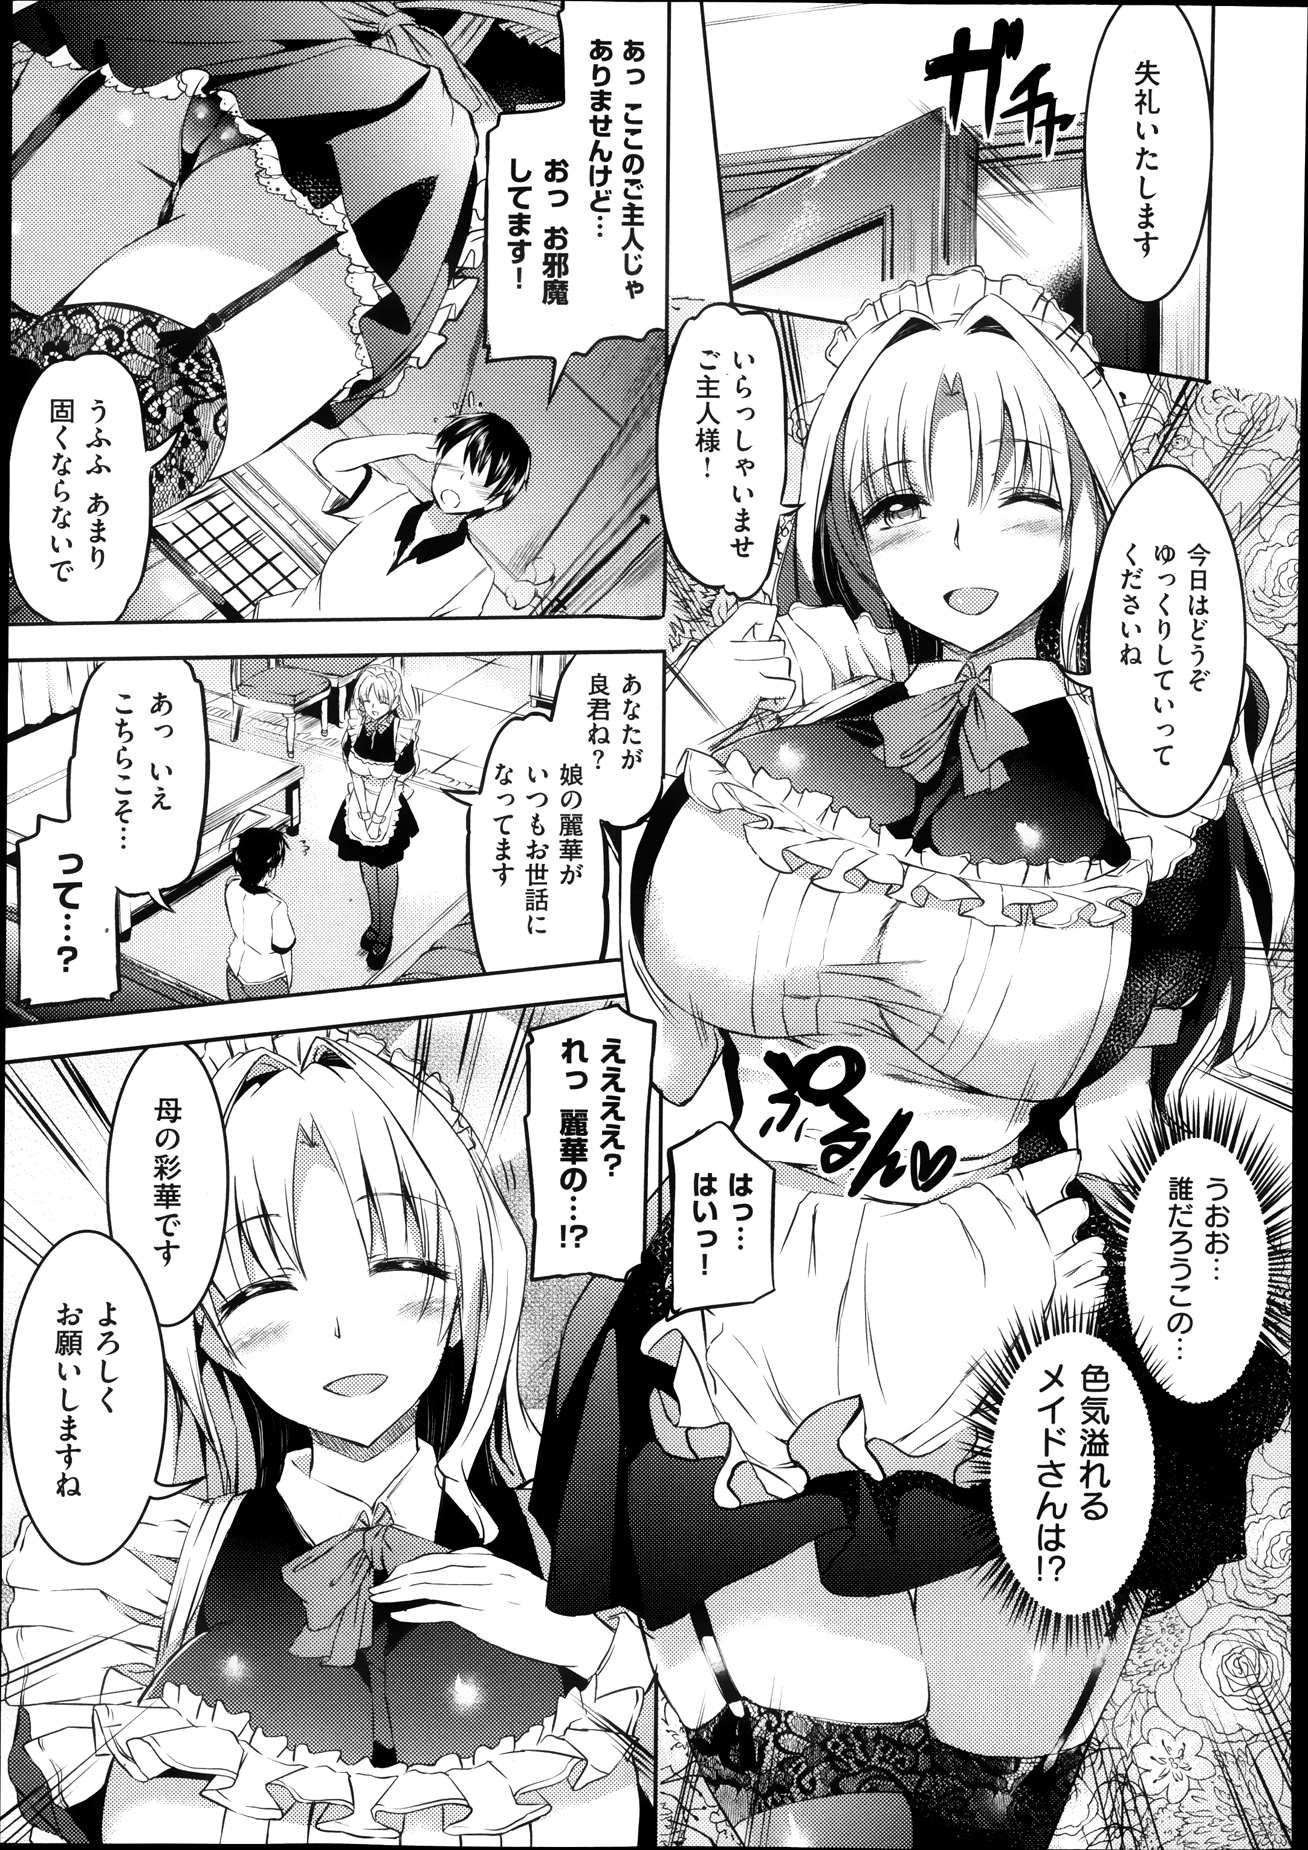 失礼いたします
ガチャ
いらっしゃいませ
ご主人様！
今日はどうぞ
ゆっくりしていって
くださいね
ぷるん♡
うおお…
誰だろうこの…
色気溢れる
メイドさんは!?
はっ…
はいっ！
あっ ここのご主人じゃ
ありませんけど…
おっ お邪魔
してます！
うふふ あまり
固くならないで
あなたが
良君ね？
娘の麗華が
いつもお世話に
なってます
あっ いえ
こちらこそ…
って…？
ええええ？
れっ 麗華の…!?
母の彩華です
よろしく
お願いしますね